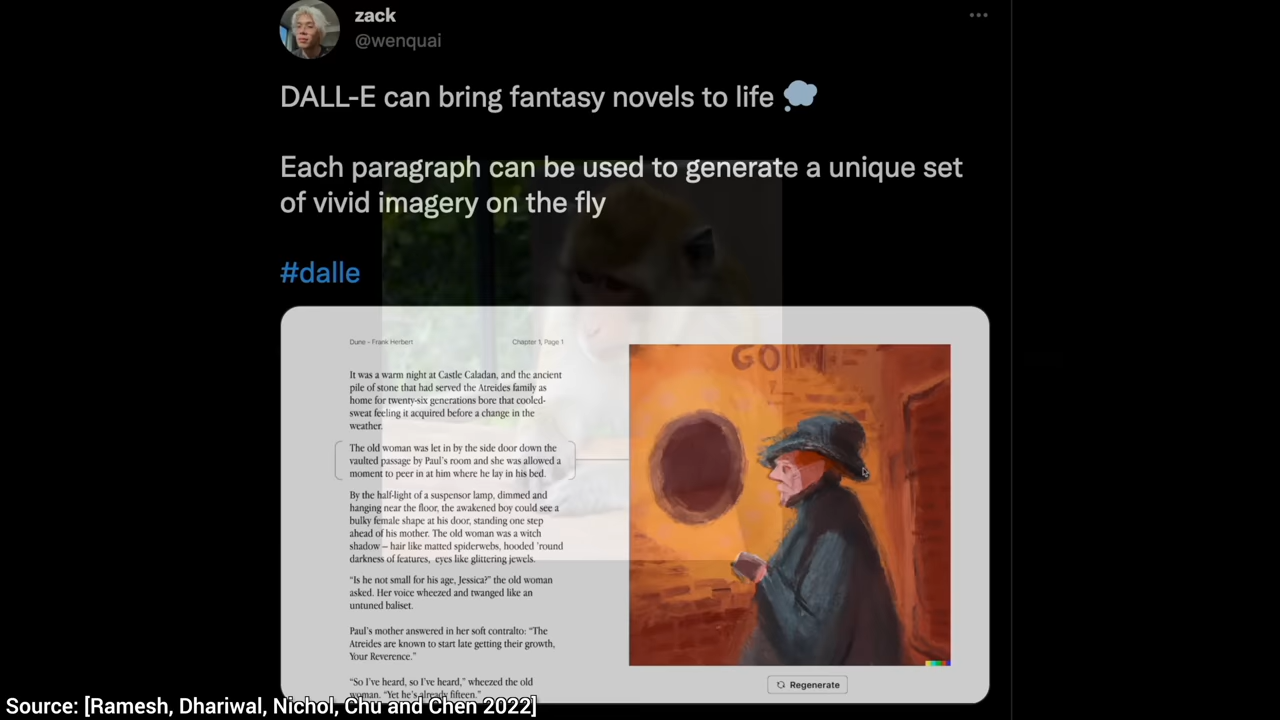 zack
@wenquai
DALL-E can bring fantasy novels to life
Each paragraph can be used to generate a unique set
of vivid imagery on the fly
#dalle
Dune - Frank Herbert
Chapter 1, Page 1
It was a warm night at Castle Caladan, and the ancient
pile of stone that had served the Atreides family as
home for twenty-six generations bore that cooled-
sweat feeling it acquired before a change in the
weather.
The old woman was let in by the side door down the
vaulted passage by Paul's room and she was allowed a
moment to peer in at him where he lay in his bed.
By the half-light of a suspensor lamp, dimmed and
hanging near the floor, the awakened boy could see a
bulky female shape at his door, standing one step
ahead of his mother. The old woman was a witch
shadow – hair like matted spiderwebs, hooded 'round
darkness of features, eyes like glittering jewels.
"Is he not small for his age, Jessica?" the old woman
asked. Her voice wheezed and twanged like an
untuned baliset.
Paul's mother answered in her soft contralto: "The
Atreides are known to start late getting their growth,
Your Reverence."
"So I've heard, so I've heard," wheezed the old
woman. "Yet he's already fifteen."
Regenerate
Source: [Ramesh, Dhariwal, Nichol, Chu and Chen 2022]